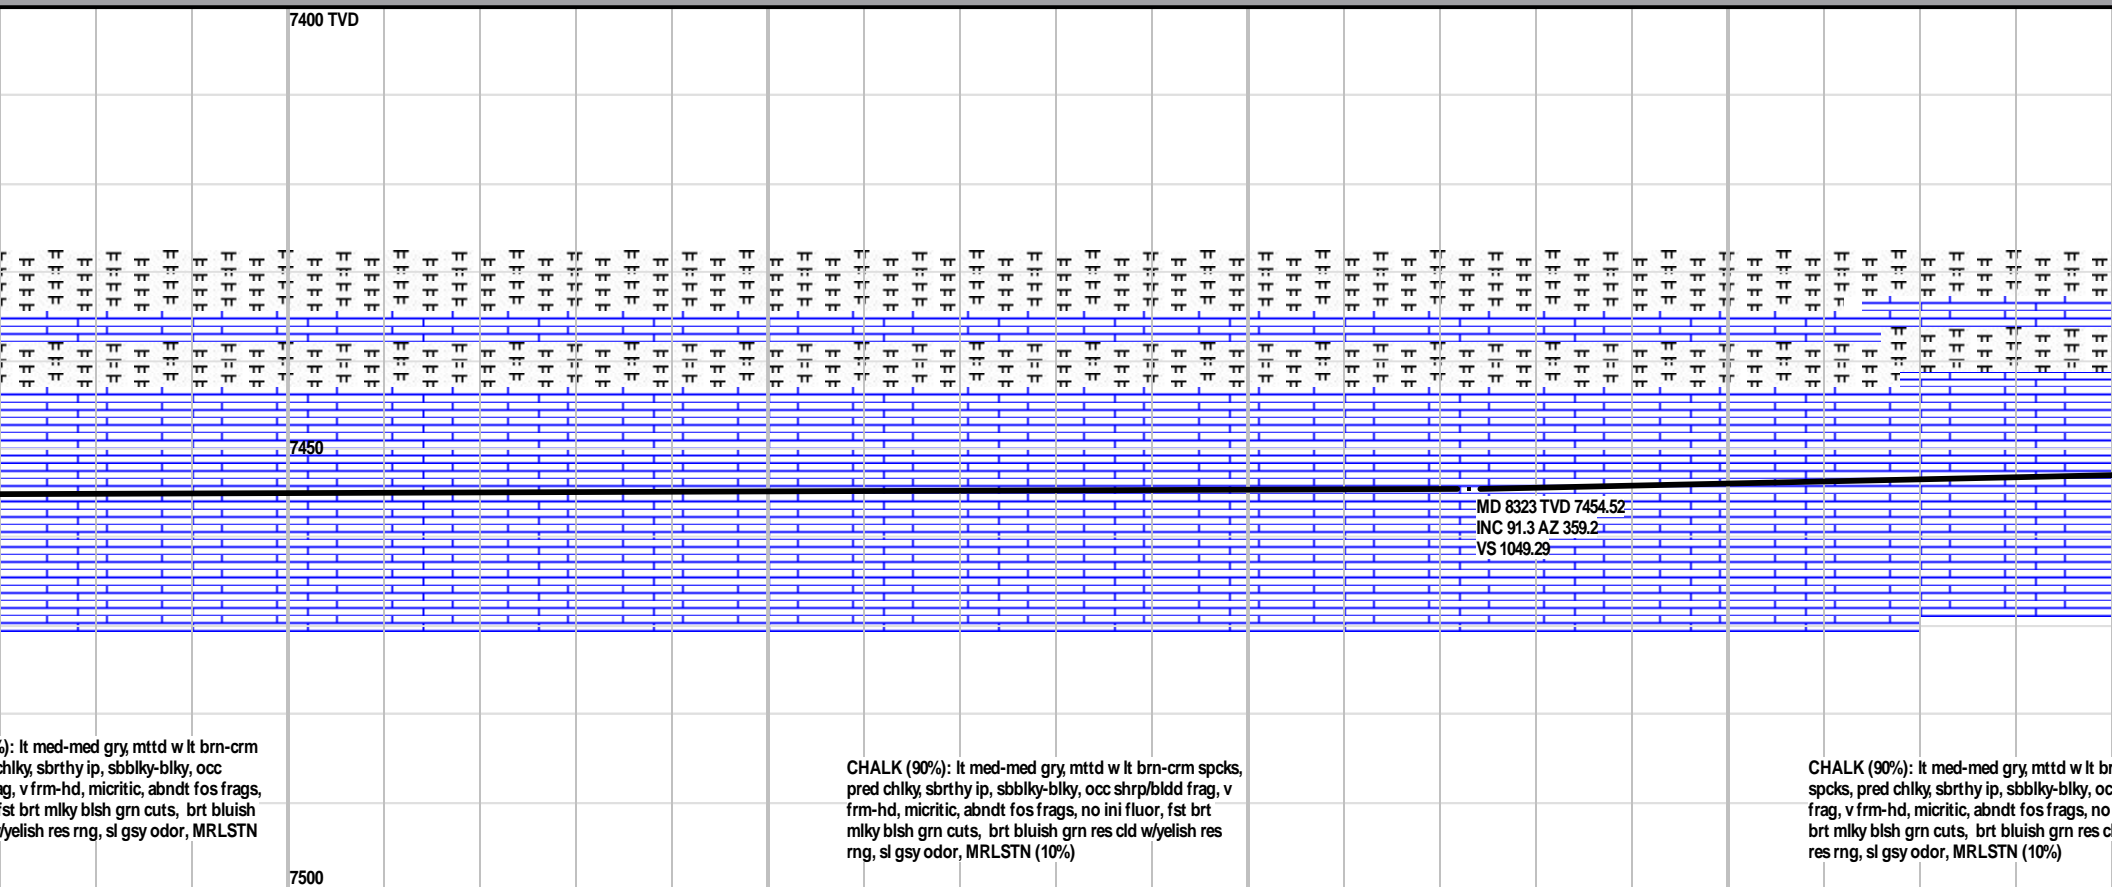 7400 TVD
7450
MD 8323 TVD 7454.52
INC 91.3 AZ 359.2
VS 1049.29
): lt med-med gry, mttd w lt brn-crm
chlky, sbrthy ip, sbblky-blky, occ
ag, v frm-hd, micritic, abndt fos frags,
fst brt mlky blsh grn cuts, brt bluish
/yelish res rng, sl gsy odor, MRLSTN
CHALK (90%): lt med-med gry, mttd w lt brn-crm spcks,
pred chlky, sbrthy ip, sbblky-blky, occ shrp/bldd frag, v
frm-hd, micritic, abndt fos frags, no ini fluor, fst brt
mlky blsh grn cuts, brt bluish grn res cld w/yelish res
rng, sl gsy odor, MRLSTN (10%)
CHALK (90%): lt med-med gry, mttd w lt br
spcks, pred chlky, sbrthy ip, sbblky-blky, oc
frag, v frm-hd, micritic, abndt fos frags, no
brt mlky blsh grn cuts, brt bluish grn res c
res rng, sl gsy odor, MRLSTN (10%)
7500